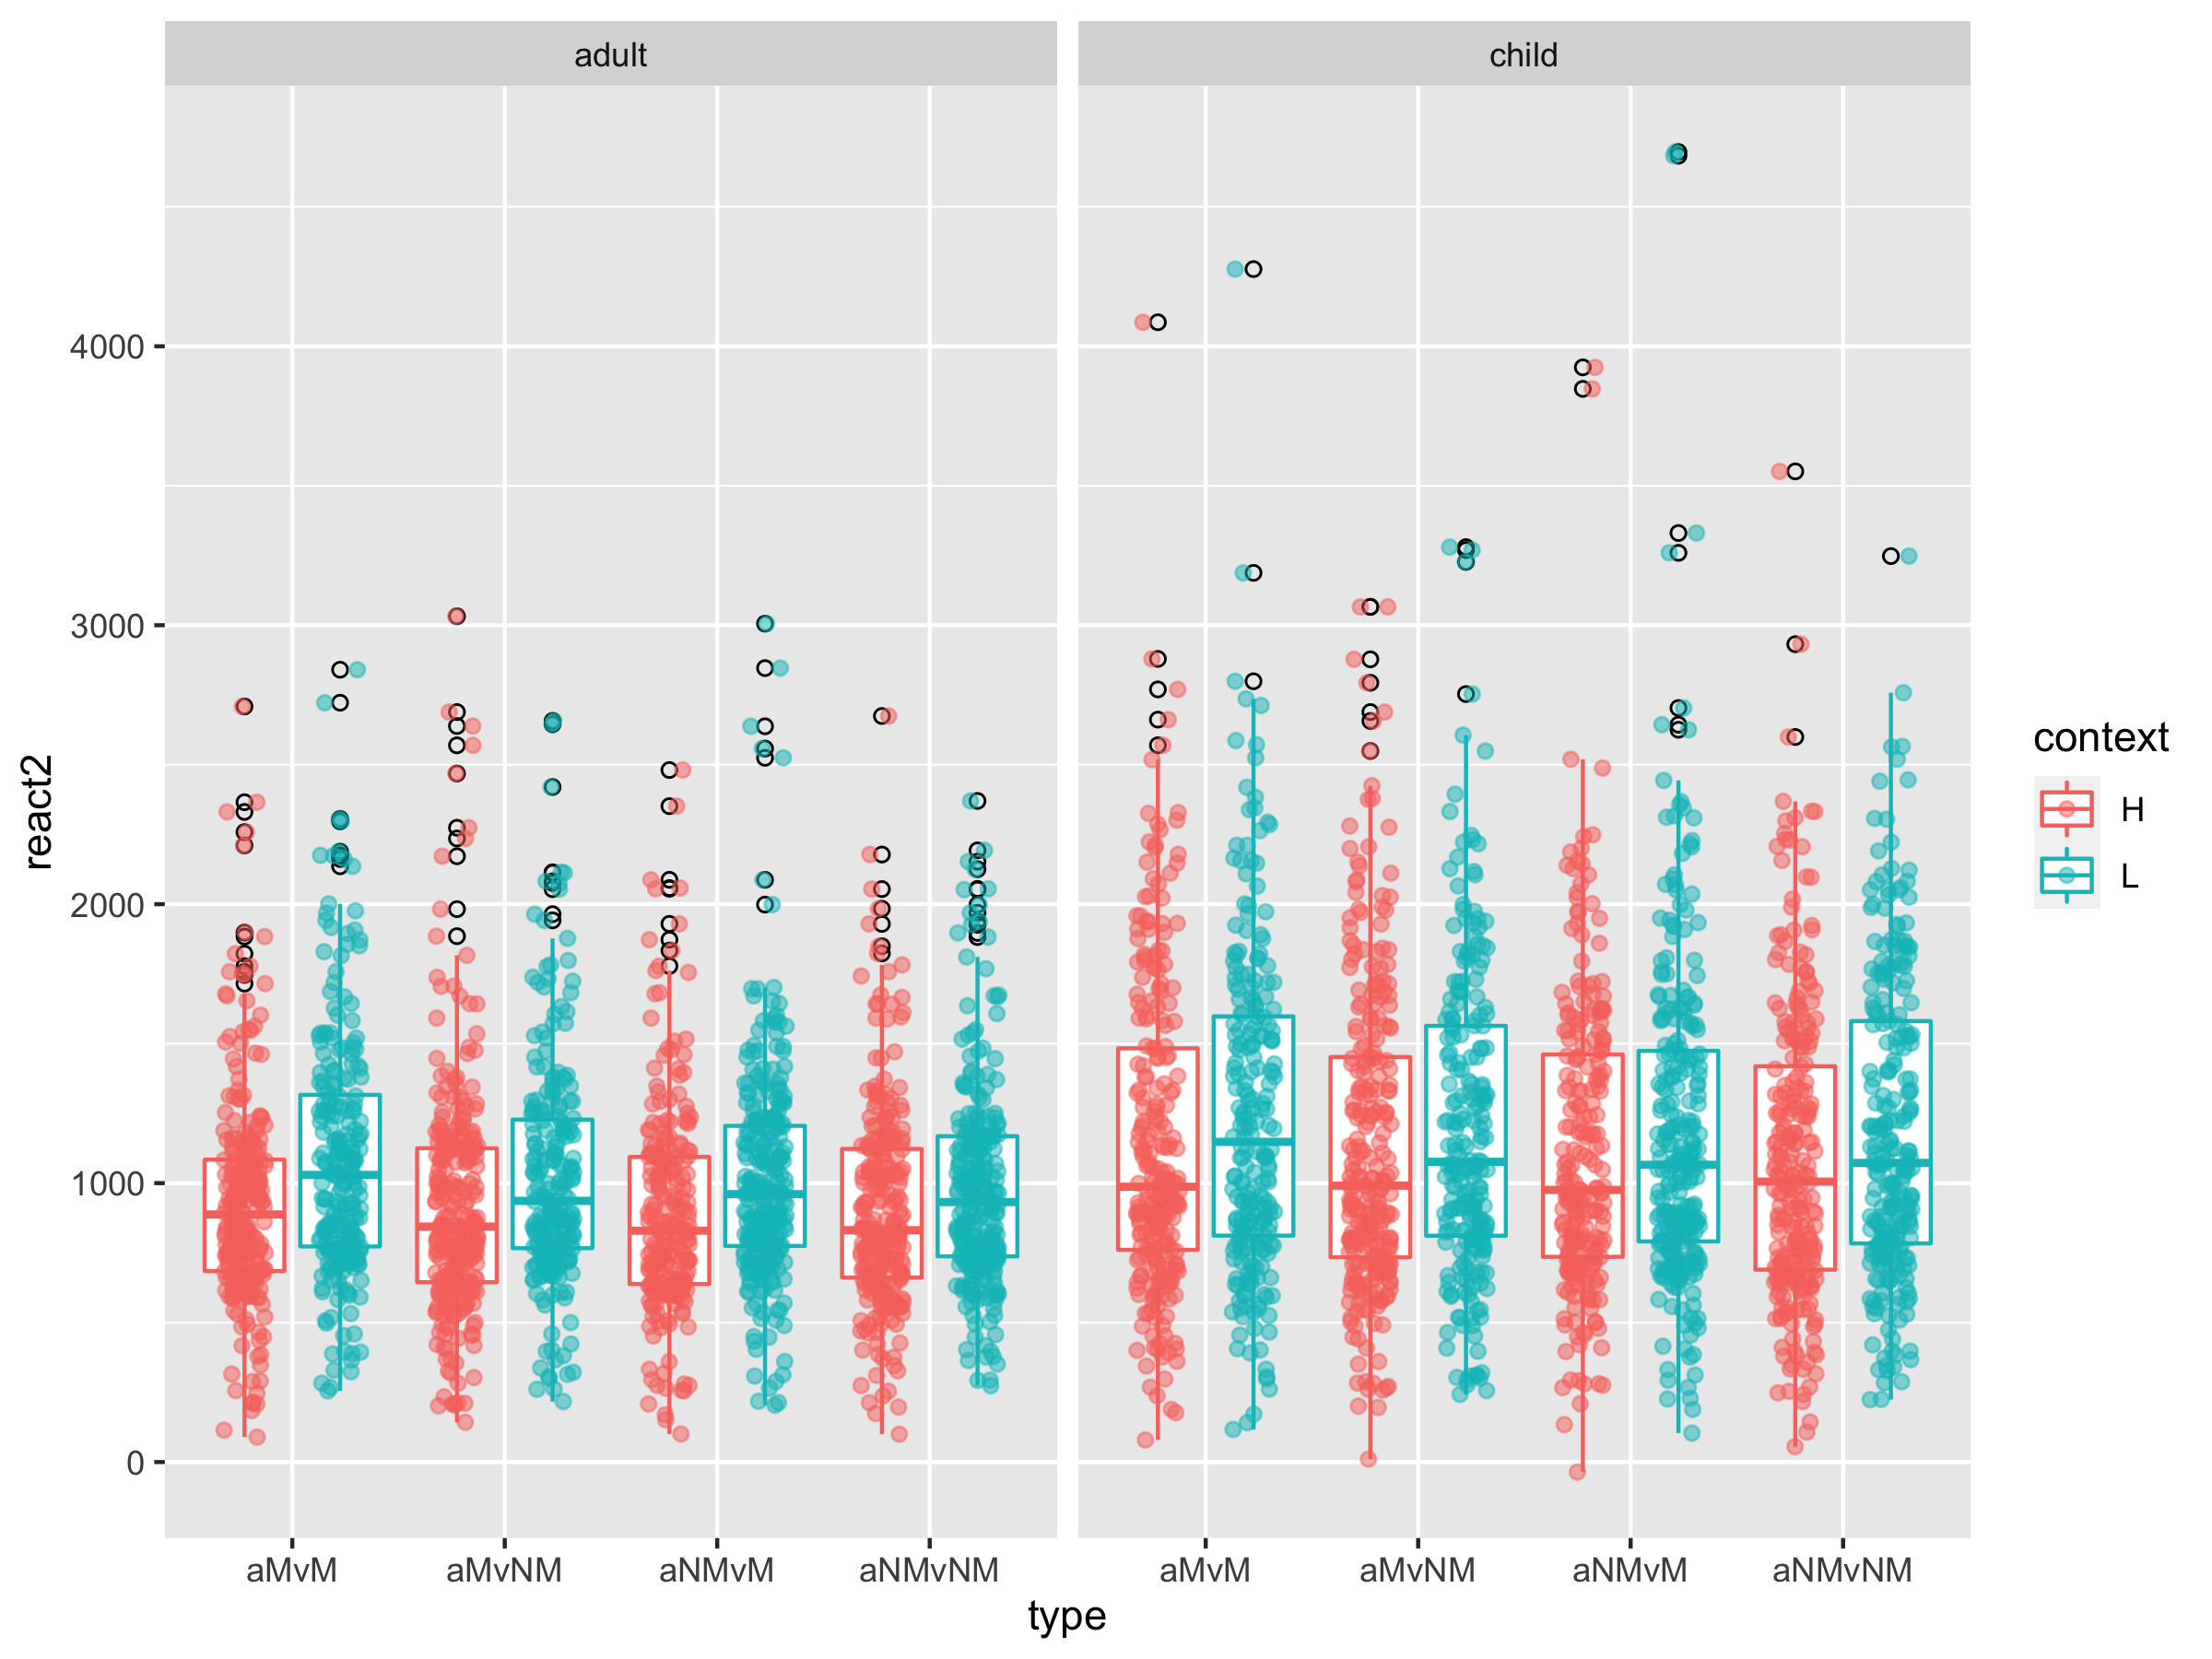 adult
child
4000
3000
2000
1000
0
react2
aMvM
aMvNM
aNMvM
aNMvNM
aMvM
aMvNM
aNMvM
aNMvNM
type
context
H
L